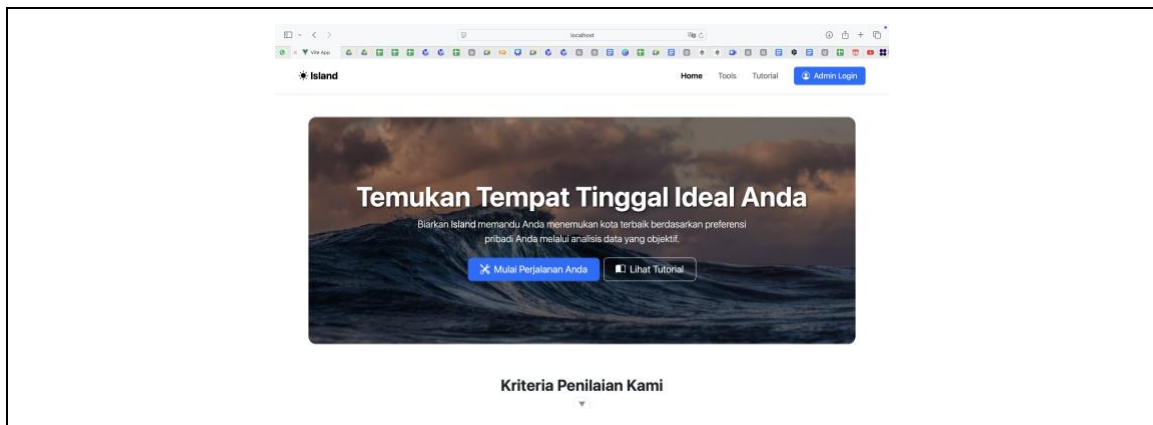 localhost
Vite App
Island
Home Tools Tutorial Admin Login
Temukan Tempat Tinggal Ideal Anda
Biarkan Island memandu Anda menemukan kota terbaik berdasarkan preferensi
pribadi Anda melalui analisis data yang objektif.
Mulai Perjalanan Anda Lihat Tutorial
Kriteria Penilaian Kami